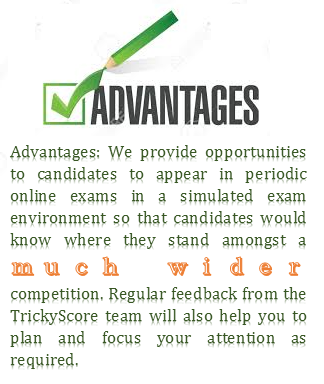 ADVANTAGES
Advantages: We provide opportunities
to candidates to appear in periodic
online exams in a simulated exam
environment so that candidates would
know where they stand amongst a
much wider
competition. Regular feedback from the
TrickyScore team will also help you to
plan and focus your attention as
required.